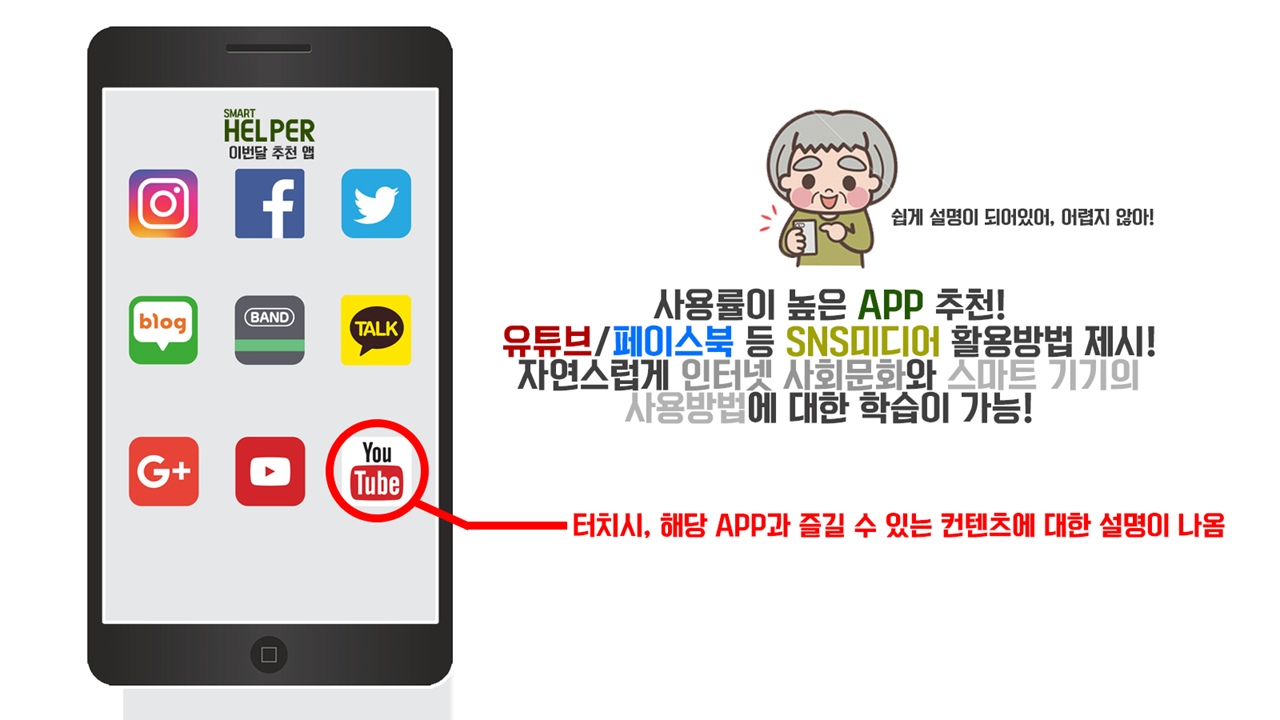 SMART
HELPER
이번달 추천 앱
blog
BAND
TALK
G+
You
Tube
쉽게 설명이 되어있어, 어렵지 않아!
사용률이 높은 APP 추천!
유튜브/페이스북 등 SNS미디어 활용방법 제시!
자연스럽게 인터넷 사회문화와 스마트 기기의
사용방법에 대한 학습이 가능!
터치시, 해당 APP과 즐길 수 있는 컨텐츠에 대한 설명이 나옴